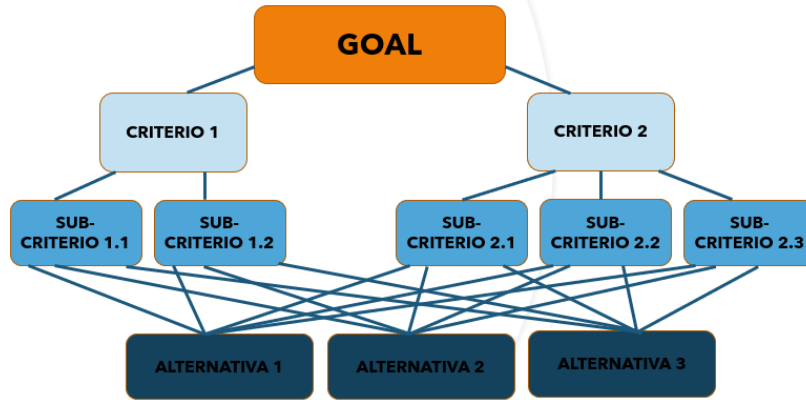 GOAL
CRITERIO 1
CRITERIO 2
SUB-
CRITERIO 1.1
SUB-
CRITERIO 1.2
SUB-
CRITERIO 2.1
SUB-
CRITERIO 2.2
SUB-
CRITERIO 2.3
ALTERNATIVA 1
ALTERNATIVA 2
ALTERNATIVA 3